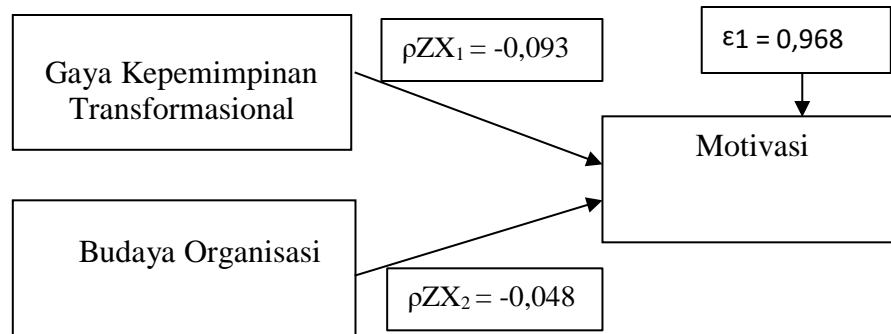 ρZX₁ = -0,093
ε1 = 0,968
Gaya Kepemimpinan
Transformasional
Motivasi
Budaya Organisasi
ρZX₂ = -0,048